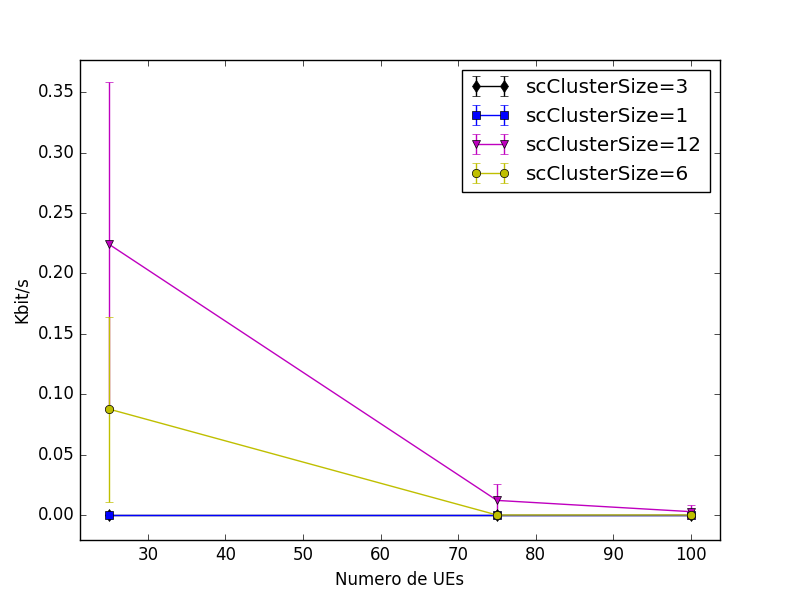 scClusterSize=3
scClusterSize=1
scClusterSize=12
scClusterSize=6
Kbit/s
0.35
0.30
0.25
0.20
0.15
0.10
0.05
0.00
30 40 50 60 70 80 90 100
Numero de UEs